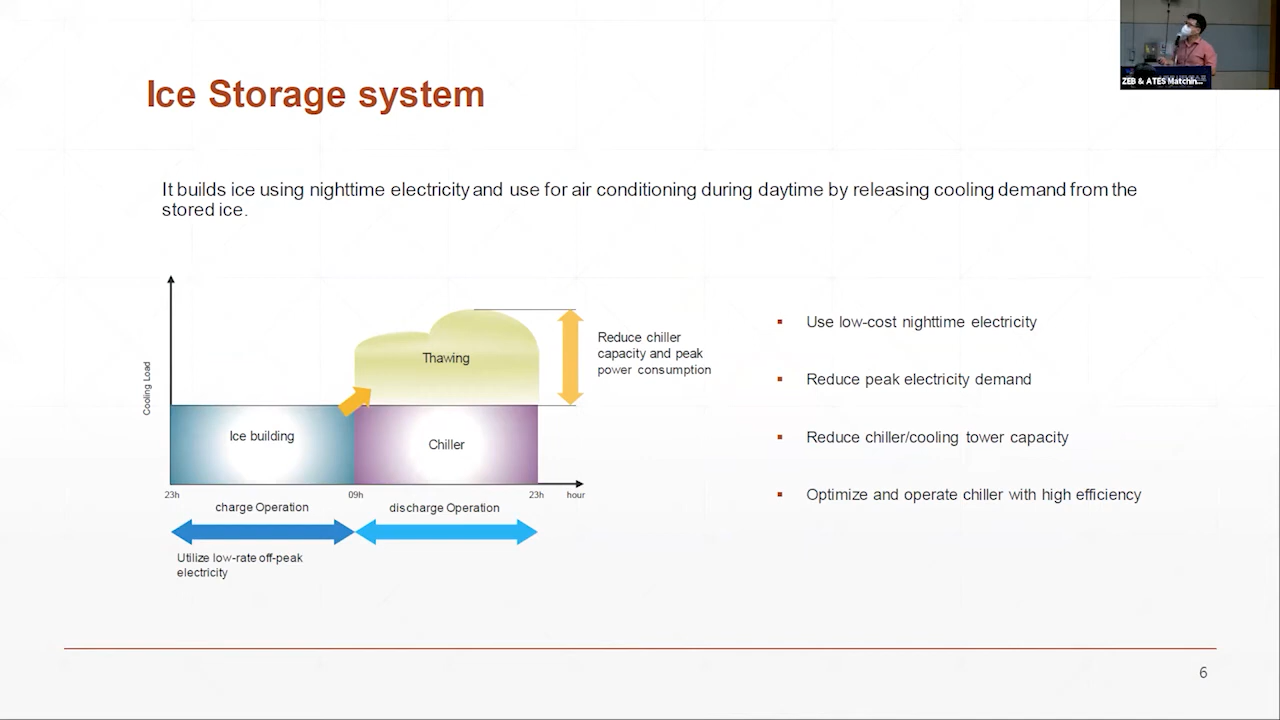 ZEB & ATES Matchin...
Ice Storage system
It builds ice using nighttime electricity and use for air conditioning during daytime by releasing cooling demand from the
stored ice.
Cooling Load
Thawing
Ice building
Chiller
Reduce chiller
capacity and peak
power consumption
23h
09h
23h
hour
charge Operation
discharge Operation
Utilize low-rate off-peak
electricity
▪ Use low-cost nighttime electricity
▪ Reduce peak electricity demand
▪ Reduce chiller/cooling tower capacity
▪ Optimize and operate chiller with high efficiency
6